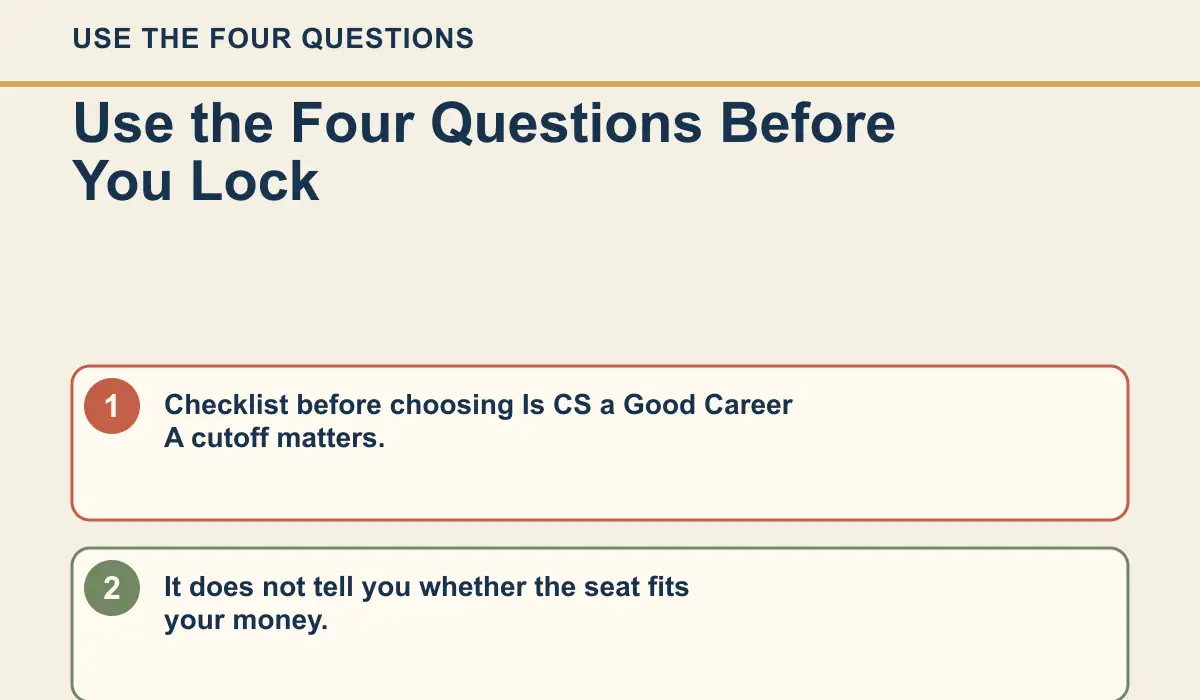 USE THE FOUR QUESTIONS
Use the Four Questions Before
You Lock
1
Checklist before choosing Is CS a Good Career
A cutoff matters.
2
It does not tell you whether the seat fits
your money.